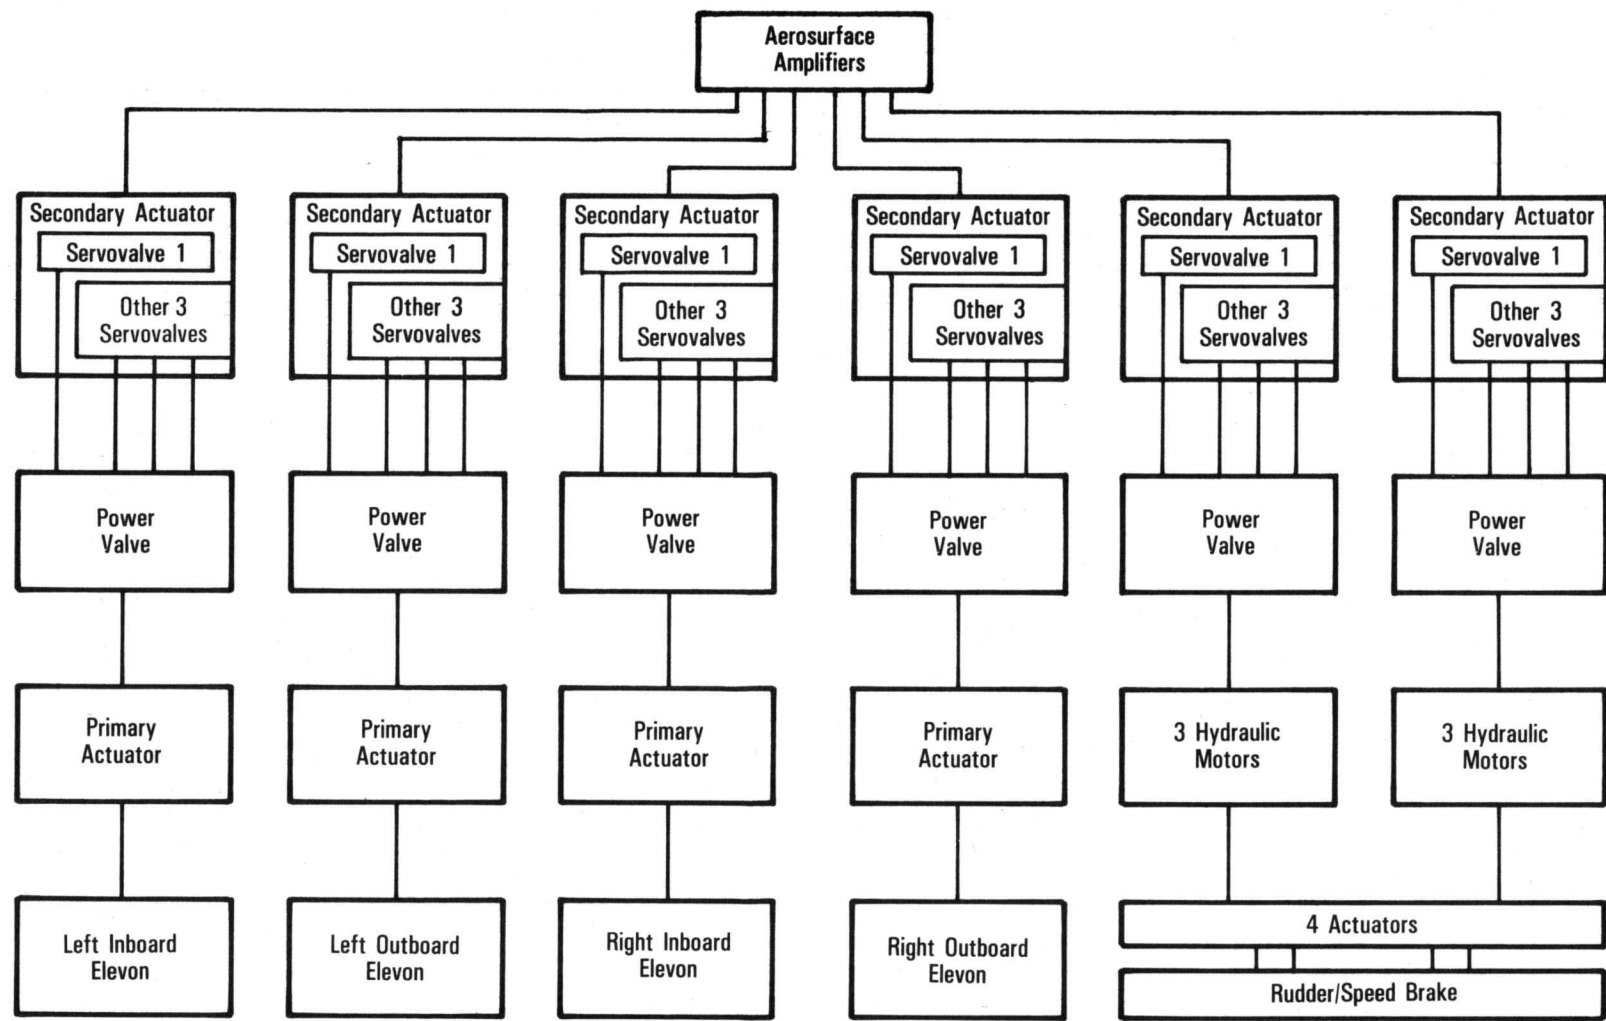 Aerosurface
Amplifiers
Secondary Actuator
Servovalve 1
Other 3
Servovalves
Secondary Actuator
Servovalve 1
Other 3
Servovalves
Secondary Actuator
Servovalve 1
Other 3
Servovalves
Secondary Actuator
Servovalve 1
Other 3
Servovalves
Secondary Actuator
Servovalve 1
Other 3
Servovalves
Secondary Actuator
Servovalve 1
Other 3
Servovalves
Power
Valve
Power
Valve
Power
Valve
Power
Valve
Power
Valve
Power
Valve
Primary
Actuator
Primary
Actuator
Primary
Actuator
Primary
Actuator
3 Hydraulic
Motors
3 Hydraulic
Motors
Left Inboard
Elevon
Left Outboard
Elevon
Right Inboard
Elevon
Right Outboard
Elevon
4 Actuators
Rudder/Speed Brake